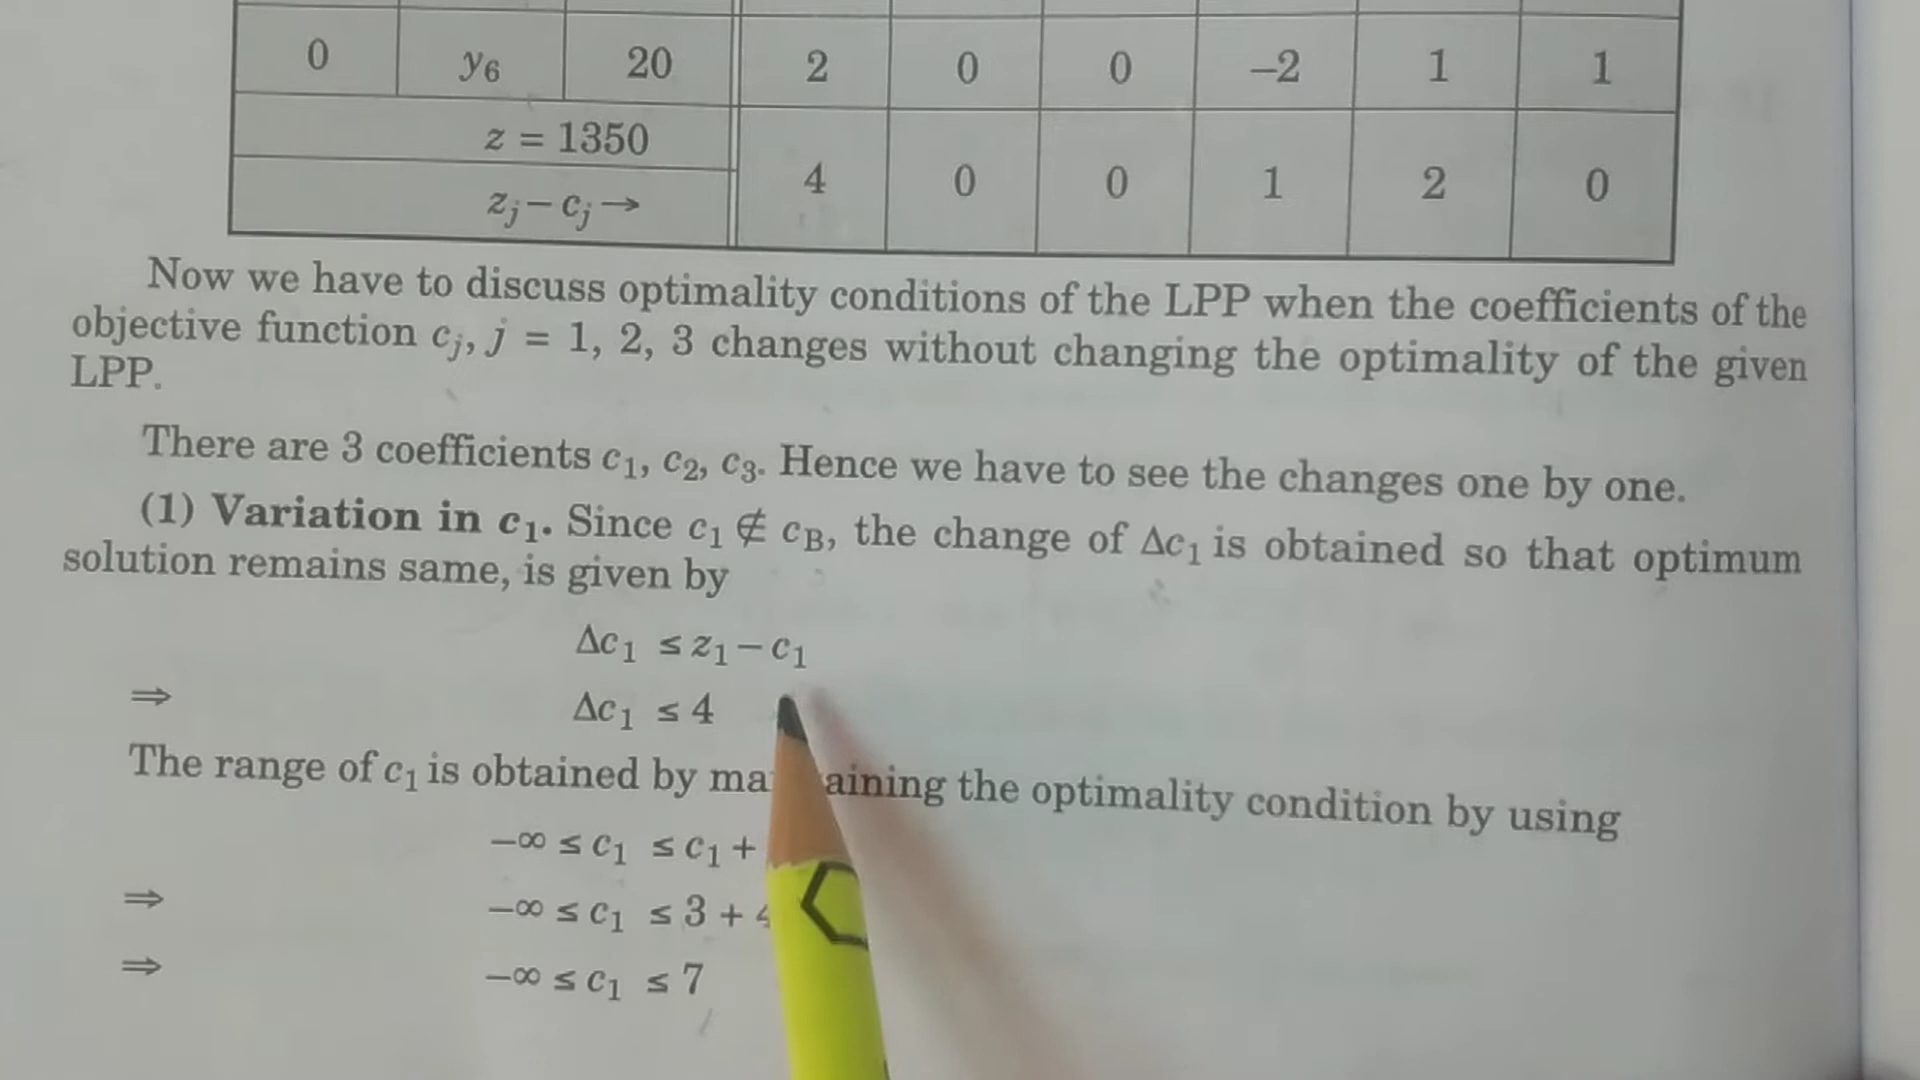 0 y6 20 2 0 0 –2 1 1
z = 1350
4 0 0 1 2 0
zj – cj →
Now we have to discuss optimality conditions of the LPP when the coefficients of the
objective function cj, j = 1, 2, 3 changes without changing the optimality of the given
LPP.
There are 3 coefficients c1, c2, c3. Hence we have to see the changes one by one.
(1) Variation in c1. Since c1 ∉ cB, the change of Δc1 is obtained so that optimum
solution remains same, is given by
Δc1 ≤ z1 – c1
⇒ Δc1 ≤ 4
The range of c1 is obtained by ma aining the optimality condition by using
–∞ ≤ c1 ≤ c1 +
⇒ –∞ ≤ c1 ≤ 3 + 4
⇒ –∞ ≤ c1 ≤ 7